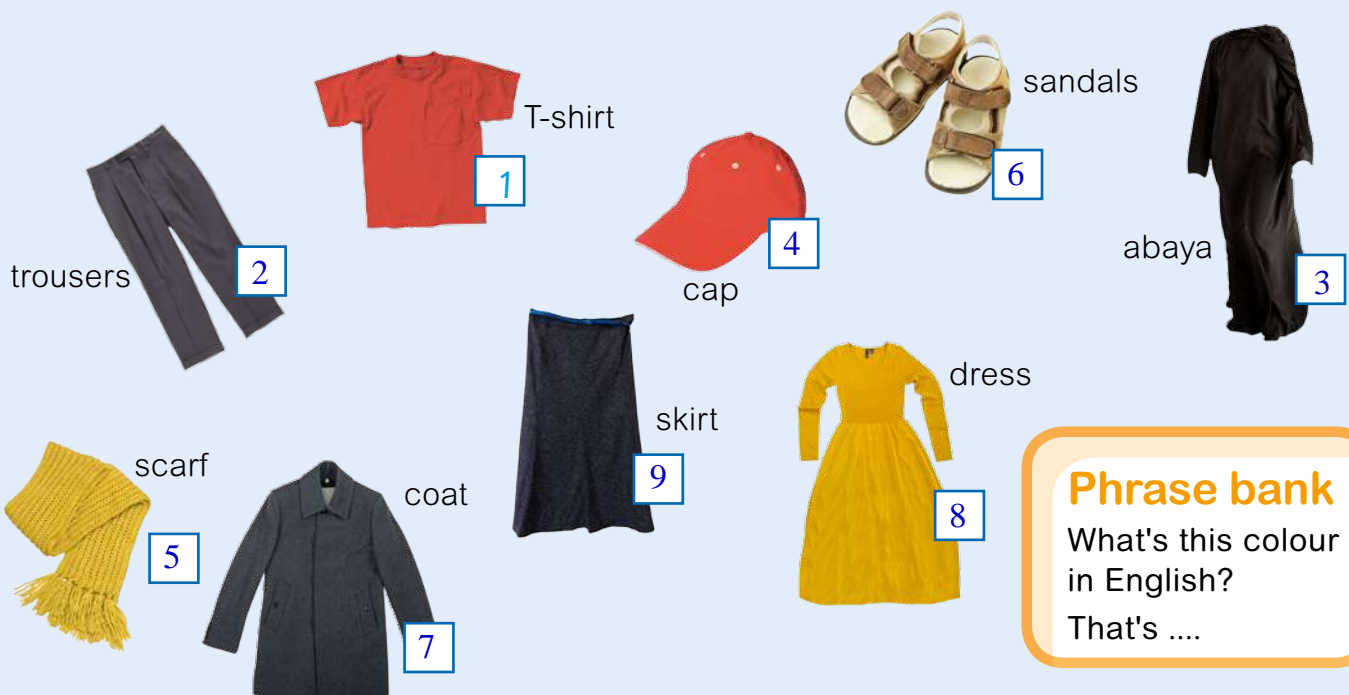 T-shirt
1
trousers
2
cap
4
sandals
6
abaya
3
scarf
5
coat
7
skirt
9
dress
8
Phrase bank
What's this colour
in English?
That's ....